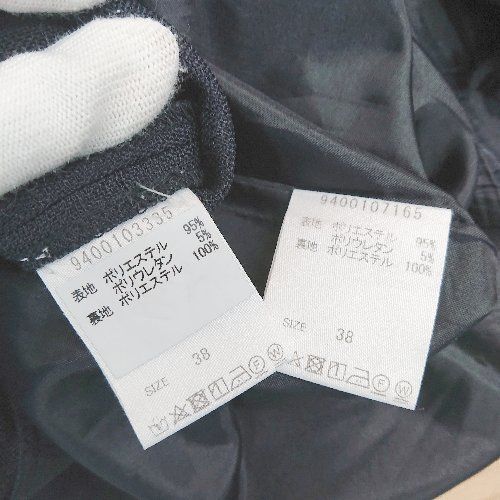 9400103335
表地 ポリエステル 95%
ポリウレタン 5%
裏地 ポリエステル 100%
SIZE 38
9400107165
表地 ポリエステル 95%
ポリウレタン 5%
裏地 ポリエステル 100%
SIZE 38